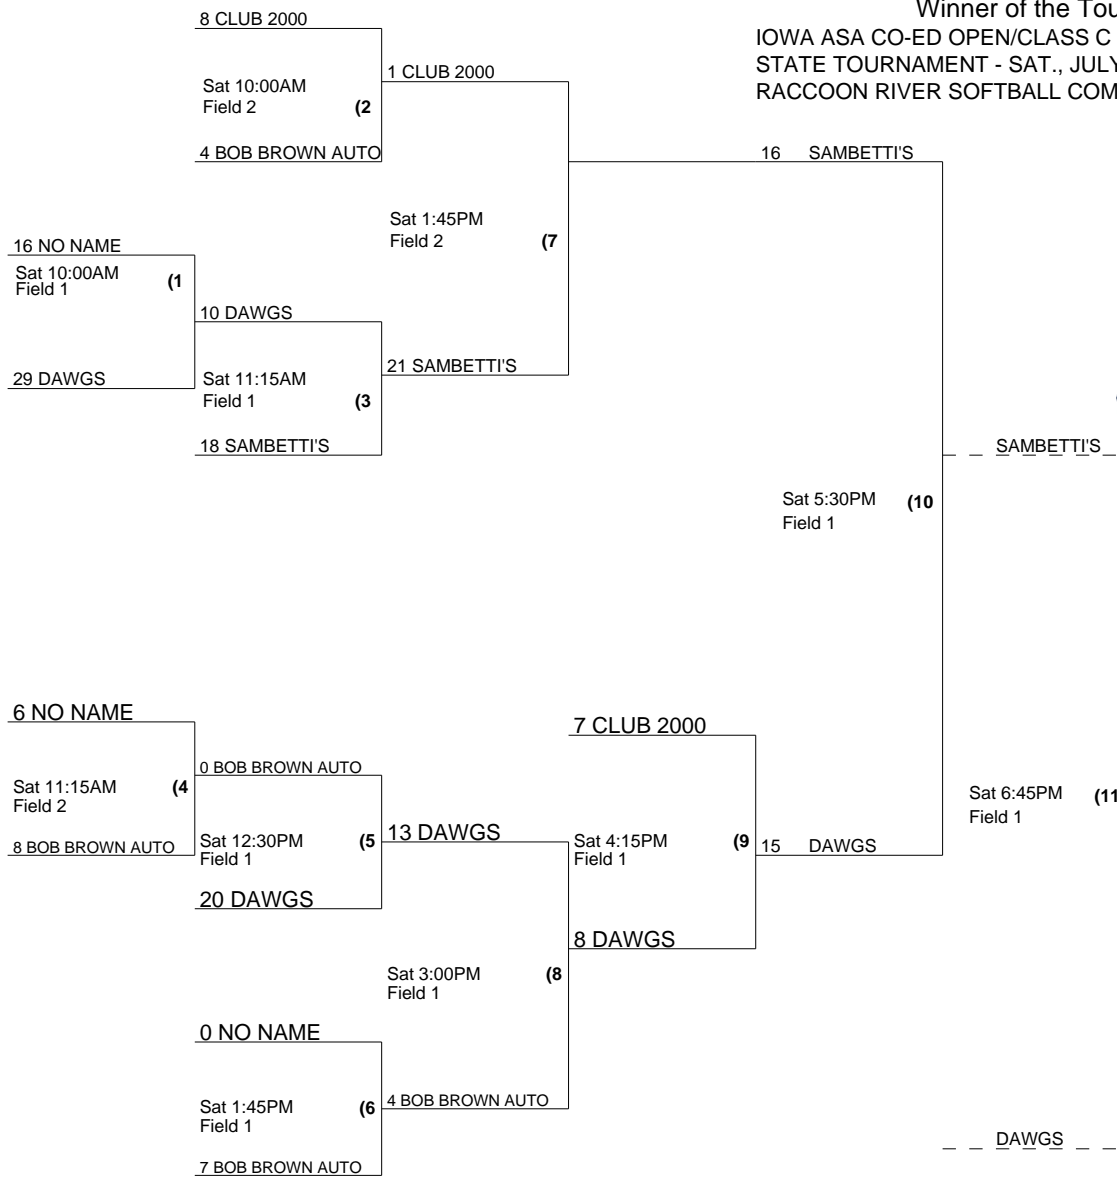 Winner of the Tou
IOWA ASA CO-ED OPEN/CLASS C
STATE TOURNAMENT - SAT., JULY
RACCOON RIVER SOFTBALL COM
8 CLUB 2000
Sat 10:00AM
Field 2 (2
1 CLUB 2000
4 BOB BROWN AUTO
16 SAMBETTI'S
Sat 1:45PM
Field 2 (7
16 NO NAME
Sat 10:00AM
Field 1 (1
10 DAWGS
29 DAWGS
Sat 11:15AM
Field 1 (3
21 SAMBETTI'S
18 SAMBETTI'S
SAMBETTI'S
Sat 5:30PM (10
Field 1
6 NO NAME
7 CLUB 2000
0 BOB BROWN AUTO
Sat 11:15AM (4
Field 2
8 BOB BROWN AUTO
Sat 12:30PM (5
Field 1
13 DAWGS
Sat 4:15PM (9
Field 1
15 DAWGS
Sat 6:45PM (11
Field 1
20 DAWGS
8 DAWGS
Sat 3:00PM (8
Field 1
0 NO NAME
Sat 1:45PM (6
Field 1
4 BOB BROWN AUTO
7 BOB BROWN AUTO
DAWGS